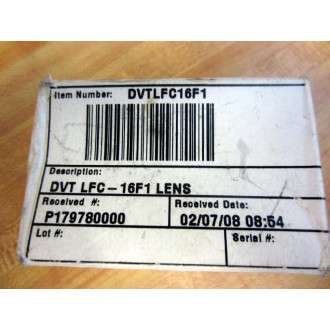 Item Number: DVTLFC16F1
Description:
DVT LFC-16F1 LENS
Received #: Received Date:
P179780000 02/07/08 08:54
Lot #: Serial #: